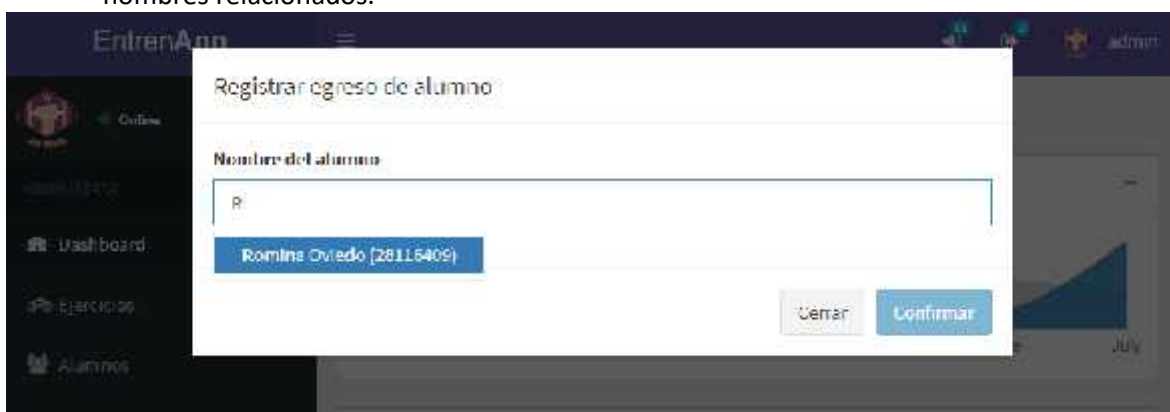 nombres relacionados.
EntrenApp
admin
Registrar egreso de alumno
Online
Nombre del alumno
R
Dashboard
Romina Oviedo (28116409)
Ejercicios
Cerrar
Confirmar
Alumnos
July